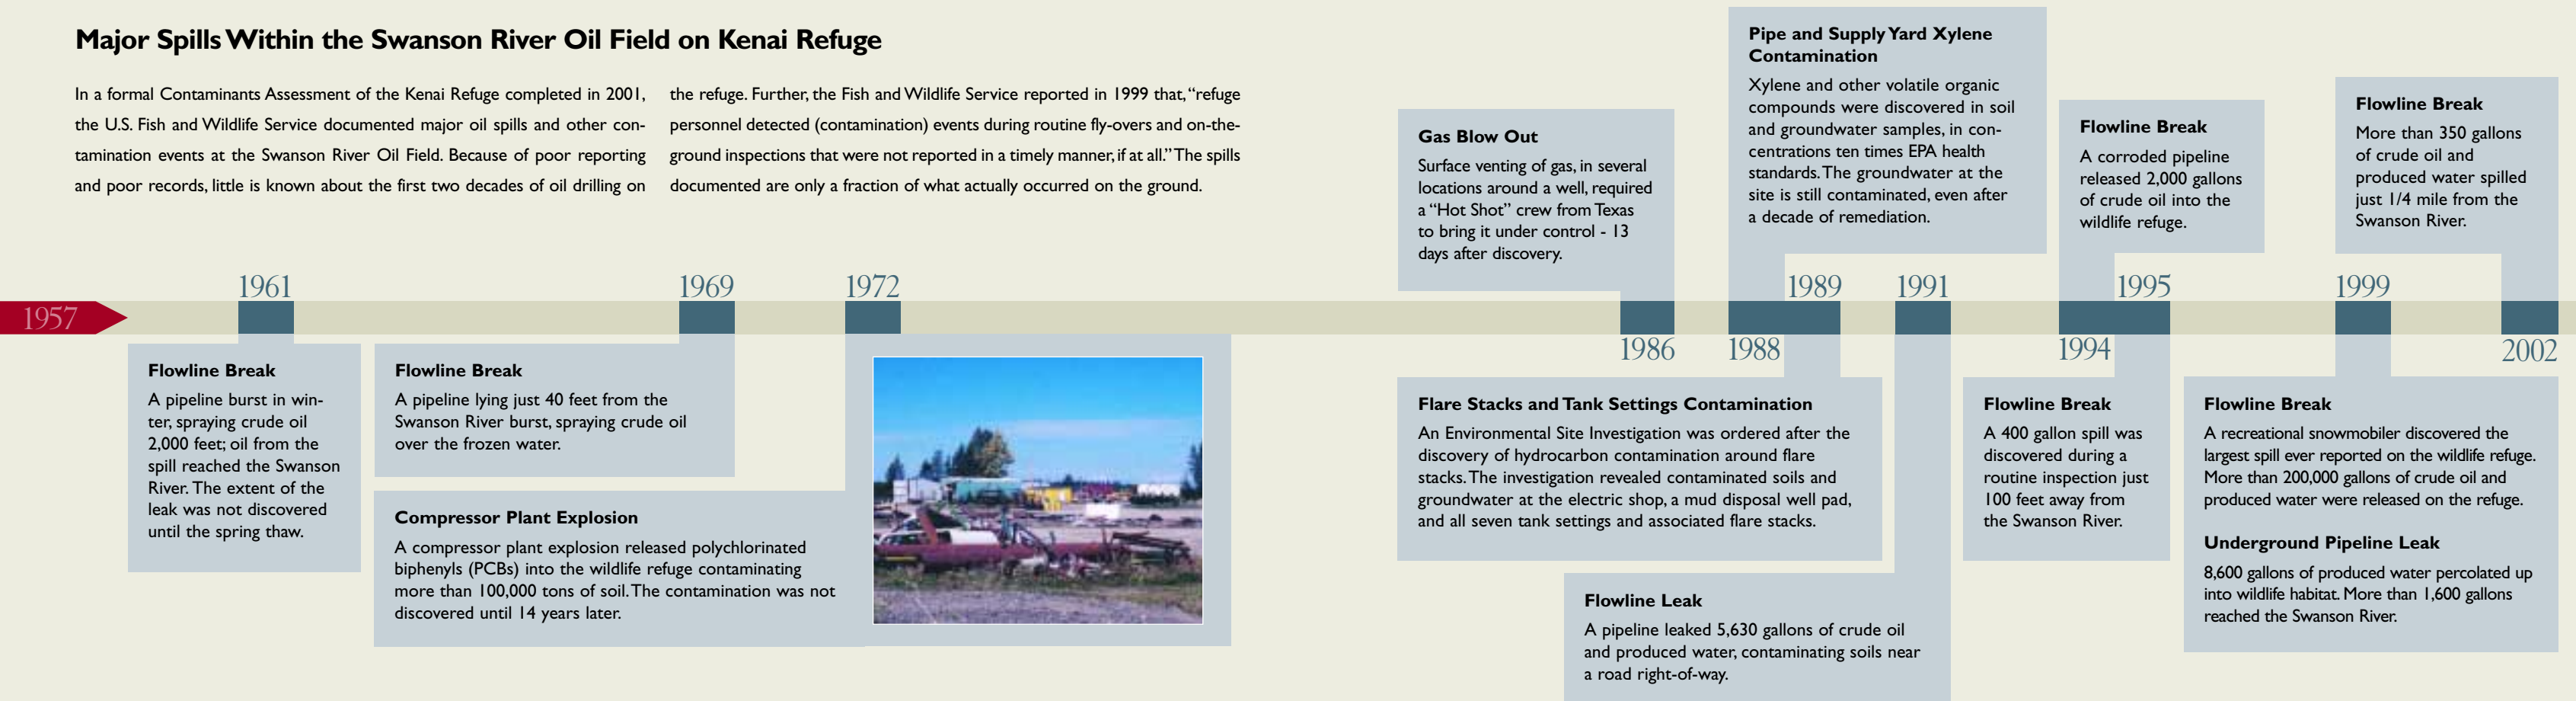 Major Spills Within the Swanson River Oil Field on Kenai Refuge
In a formal Contaminants Assessment of the Kenai Refuge completed in 2001,
the U.S. Fish and Wildlife Service documented major oil spills and other con-
tamination events at the Swanson River Oil Field. Because of poor reporting
and poor records, little is known about the first two decades of oil drilling on
the refuge. Further, the Fish and Wildlife Service reported in 1999 that, “refuge
personnel detected (contamination) events during routine fly-overs and on-the-
ground inspections that were not reported in a timely manner, if at all.” The spills
documented are only a fraction of what actually occurred on the ground.
1957
1961
Flowline Break
A pipeline burst in win-
ter, spraying crude oil
2,000 feet; oil from the
spill reached the Swanson
River. The extent of the
leak was not discovered
until the spring thaw.
1969
Flowline Break
A pipeline lying just 40 feet from the
Swanson River burst, spraying crude oil
over the frozen water.
1972
Compressor Plant Explosion
A compressor plant explosion released polychlorinated
biphenyls (PCBs) into the wildlife refuge contaminating
more than 100,000 tons of soil. The contamination was not
discovered until 14 years later.
Gas Blow Out
Surface venting of gas, in several
locations around a well, required
a “Hot Shot” crew from Texas
to bring it under control - 13
days after discovery.
1986
Pipe and Supply Yard Xylene
Contamination
Xylene and other volatile organic
compounds were discovered in soil
and groundwater samples, in con-
centrations ten times EPA health
standards. The groundwater at the
site is still contaminated, even after
a decade of remediation.
1988
1989
Flare Stacks and Tank Settings Contamination
An Environmental Site Investigation was ordered after the
discovery of hydrocarbon contamination around flare
stacks. The investigation revealed contaminated soils and
groundwater at the electric shop, a mud disposal well pad,
and all seven tank settings and associated flare stacks.
1991
Flowline Leak
A pipeline leaked 5,630 gallons of crude oil
and produced water, contaminating soils near
a road right-of-way.
Flowline Break
A corroded pipeline
released 2,000 gallons
of crude oil into the
wildlife refuge.
1994
1995
Flowline Break
A 400 gallon spill was
discovered during a
routine inspection just
100 feet away from
the Swanson River.
1999
Flowline Break
A recreational snowmobiler discovered the
largest spill ever reported on the wildlife refuge.
More than 200,000 gallons of crude oil and
produced water were released on the refuge.
Underground Pipeline Leak
8,600 gallons of produced water percolated up
into wildlife habitat. More than 1,600 gallons
reached the Swanson River.
Flowline Break
More than 350 gallons
of crude oil and
produced water spilled
just 1/4 mile from the
Swanson River.
2002